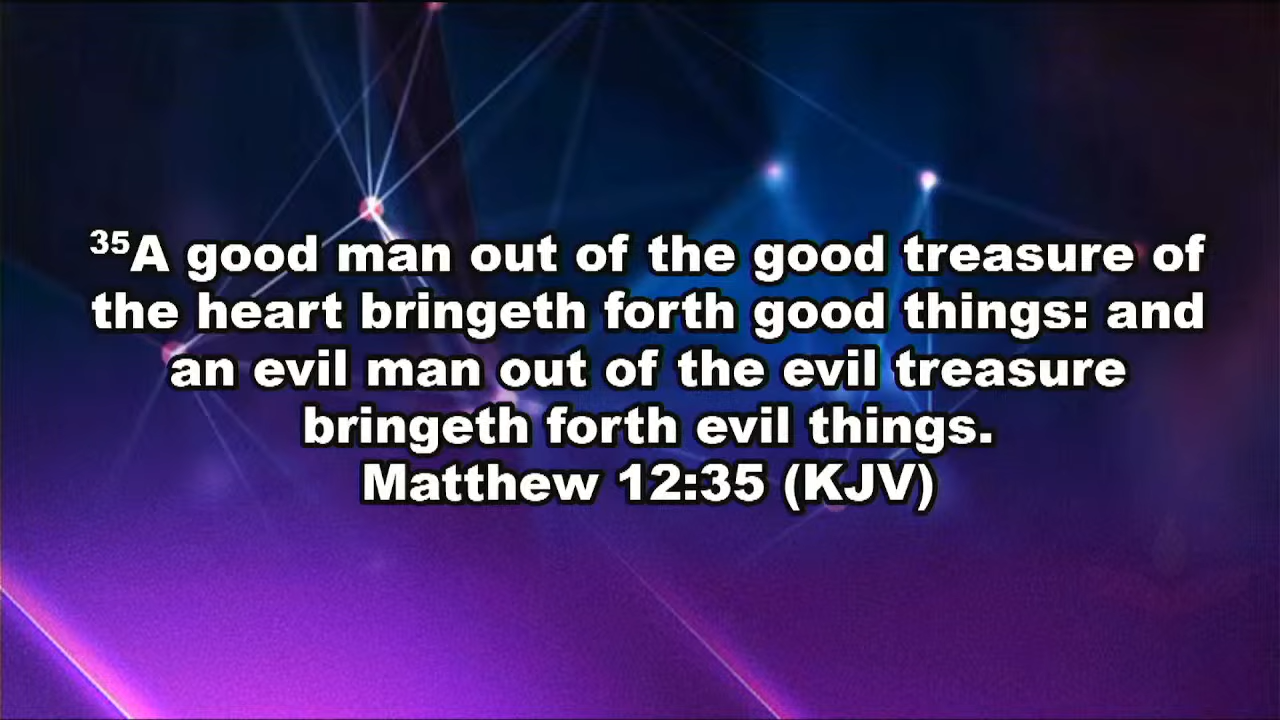 ³⁵A good man out of the good treasure of
the heart bringeth forth good things: and
an evil man out of the evil treasure
bringeth forth evil things.
Matthew 12:35 (KJV)